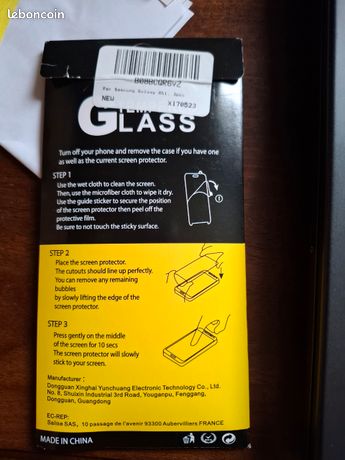 leboncoin
B08BCQR6VZ
For Samsung Galaxy A51,
NEW
X170523
GLASS
Turn off your phone and remove the case if you have one
as well as the current screen protector.
STEP 1
Use the wet cloth to clean the screen.
Then, use the microfiber cloth to wipe it dry.
Use the guide sticker to secure the position
of the screen protector then peel off the
protective film.
Be sure to not touch the sticky surface.
STEP 2
Place the screen protector.
The cutouts should line up perfectly.
You can remove any remaining
bubbles
by slowly lifting the edge of the
screen protector.
STEP 3
Press gently on the middle
of the screen for 10 secs
The screen protector will slowly
stick to your screen.
Manufacturer :
Dongguan Xinghai Yunchuang Electronic Technology Co., Ltd.
No. 8, Shuixin Industrial 3rd Road, Youganpu, Fenggang,
Dongguan, Guangdong
EC-REP:
Saloa SAS, 10 passage de l'avenir 93300 Aubervilliers FRANCE
MADE IN CHINA